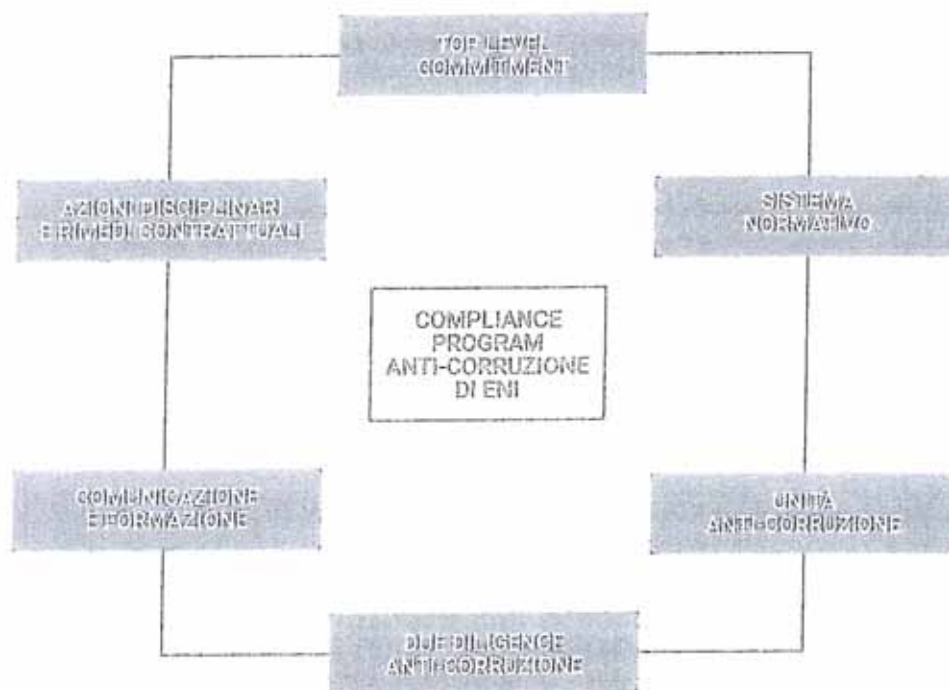 TOP LEVEL
COMMITMENT
AZIONI DISCIPLINARI
E RIMEDI CONTRATTUALI
SISTEMA
NORMATIVO
COMPLIANCE
PROGRAM
ANTI-CORRUZIONE
DI ENI
COMUNICAZIONE
E FORMAZIONE
UNITÀ
ANTI-CORRUZIONE
DUE DILIGENCE
ANTI-CORRUZIONE